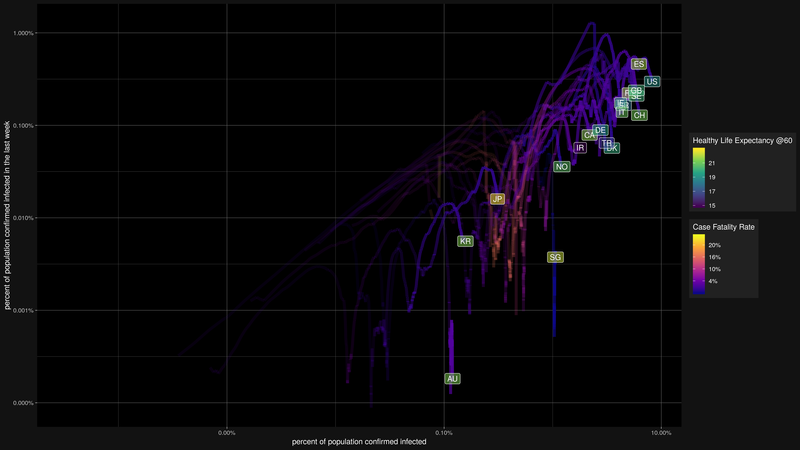 1.000%
0.100%
0.010%
0.001%
0.000%
percent of population confirmed infected in the last week
0.00%
0.10%
10.00%
percent of population confirmed infected
ES
US
SE
IT
CH
CA
DE
IR
TR
NO
JP
KR
SG
AU
Healthy Life Expectancy @60
21
19
17
15
Case Fatality Rate
20%
16%
10%
4%